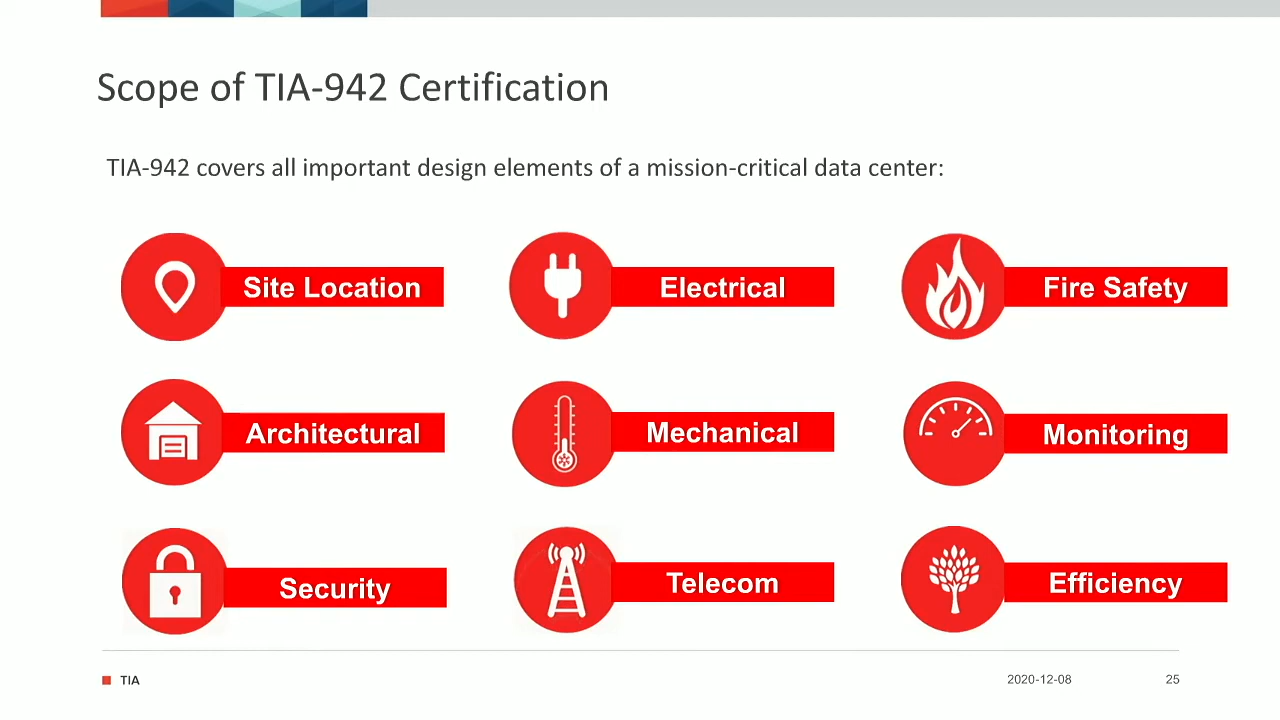 Scope of TIA-942 Certification
TIA-942 covers all important design elements of a mission-critical data center:
Site Location
Electrical
Fire Safety
Architectural
Mechanical
Monitoring
Security
Telecom
Efficiency
TIA
2020-12-08
25